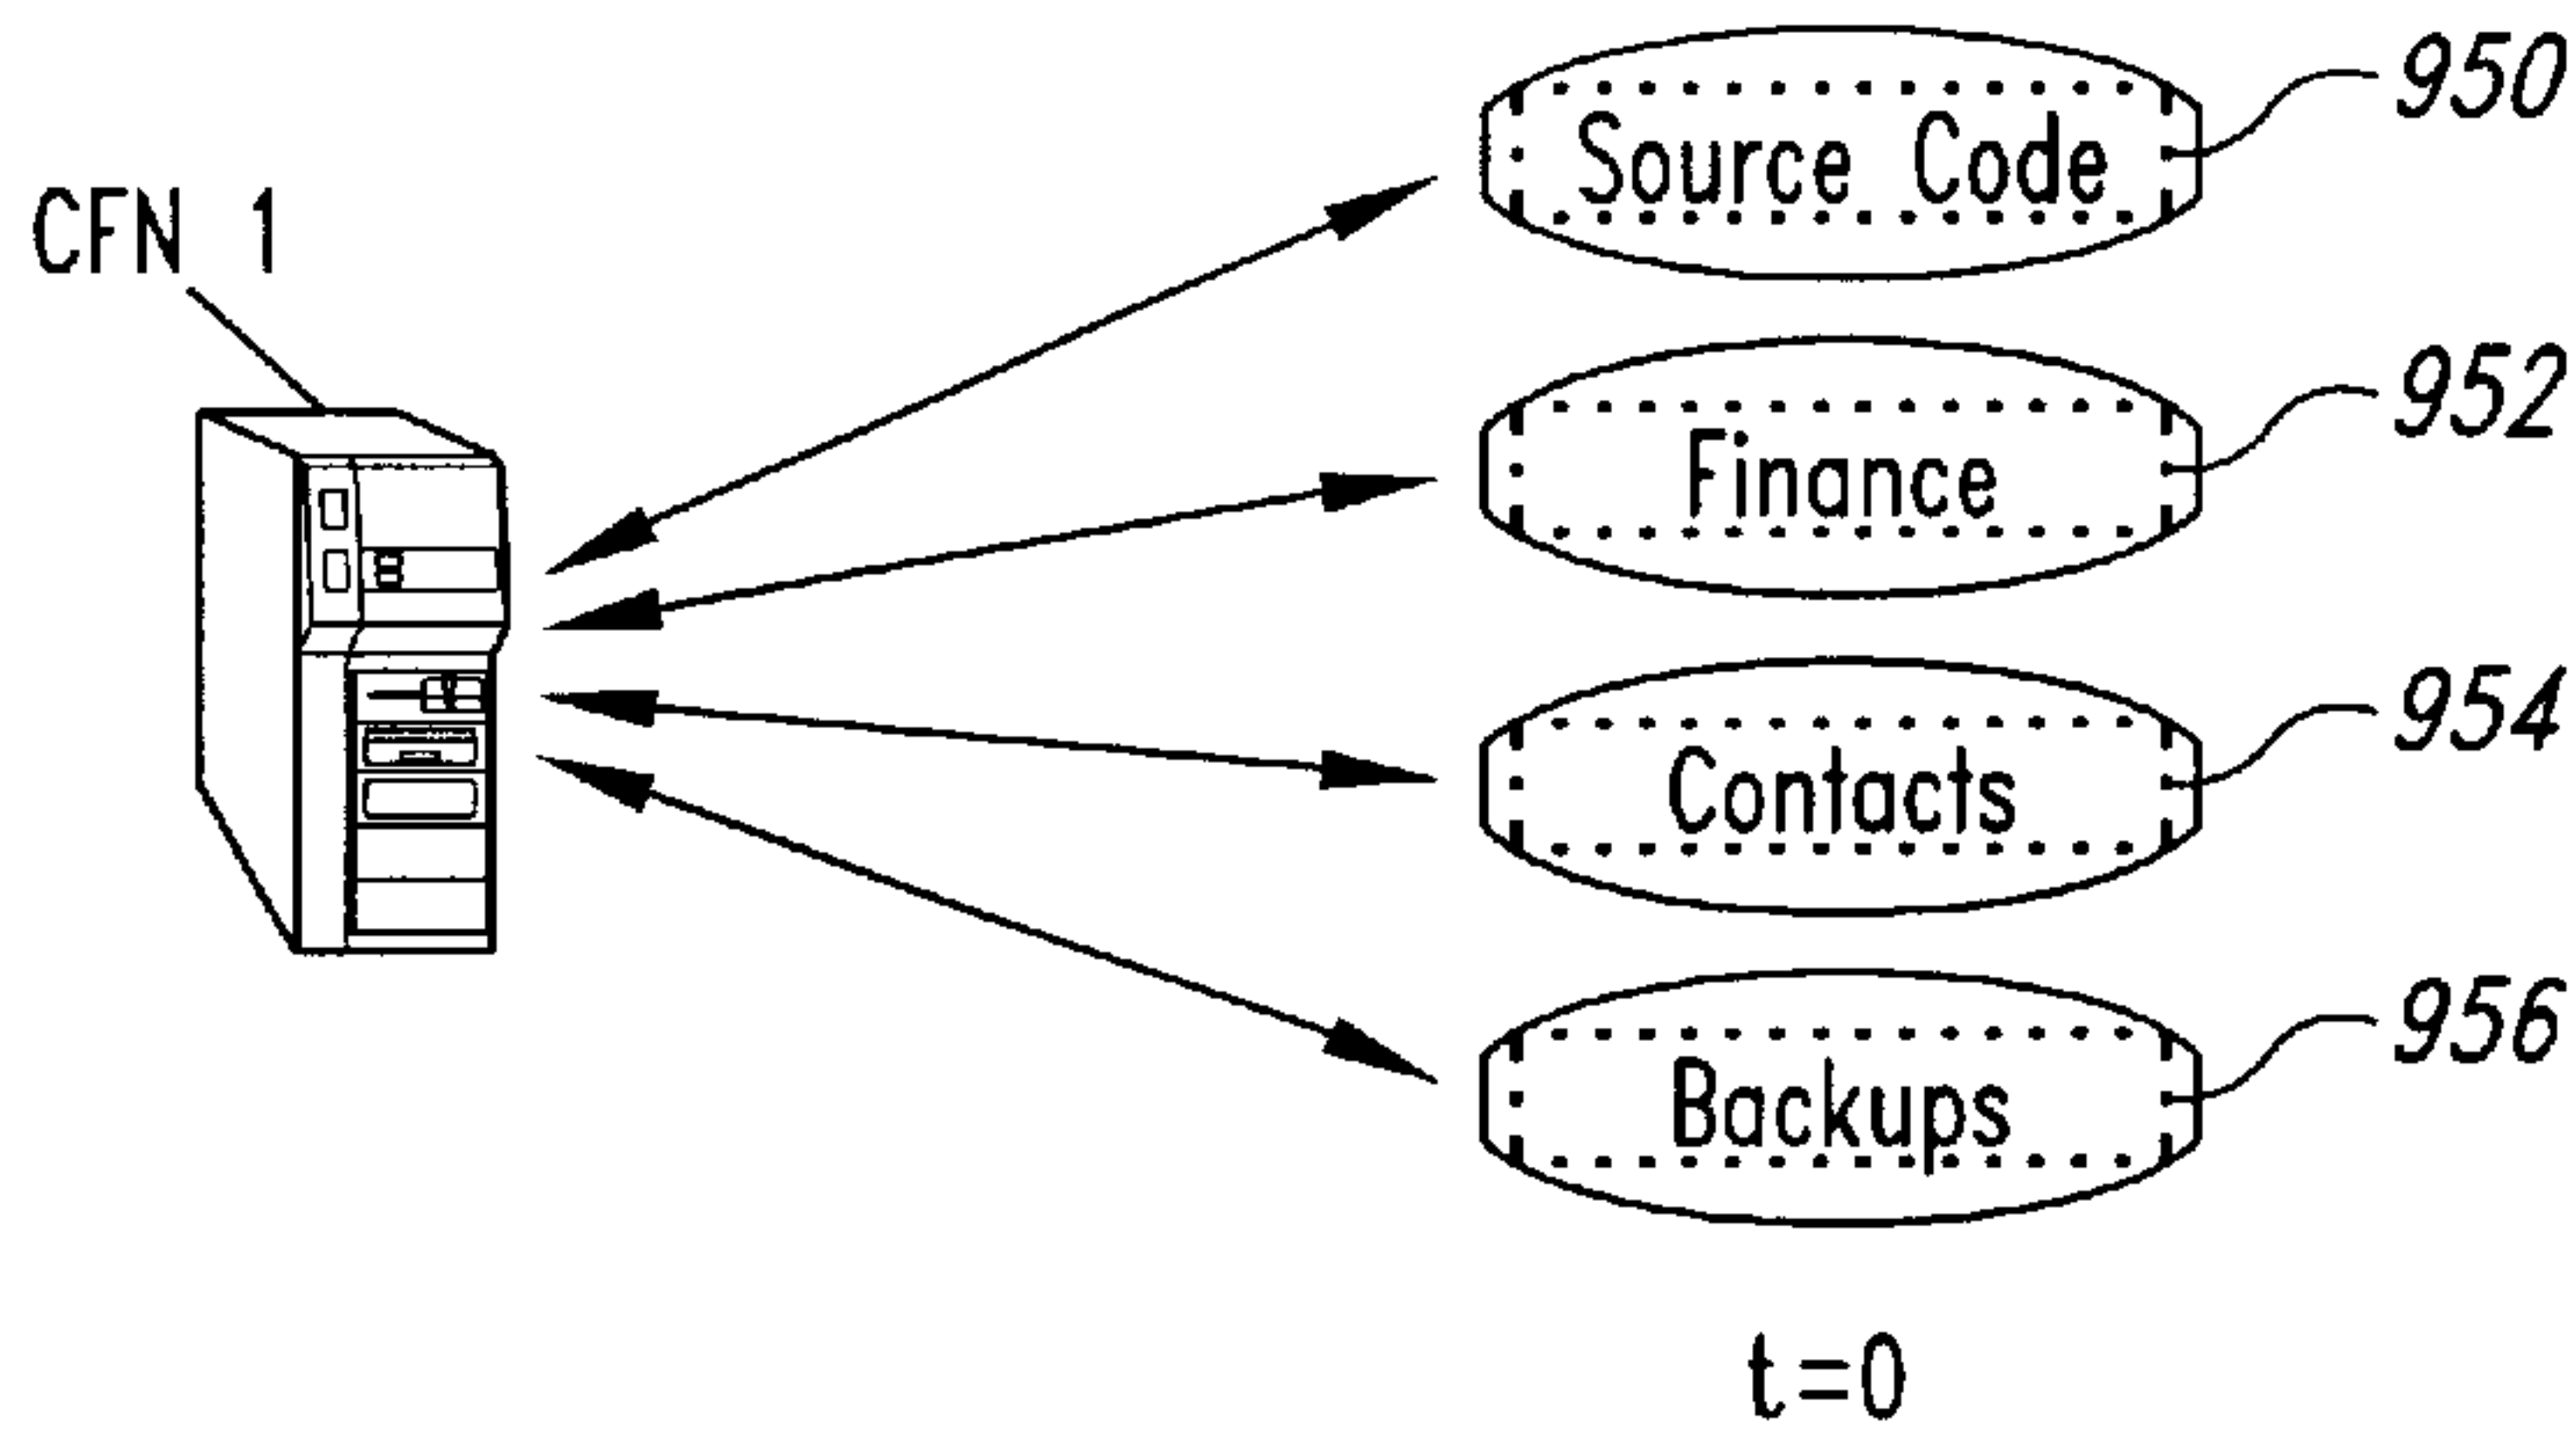 950
Source Code
CFN 1
952
Finance
954
Contacts
956
Backups
t=0